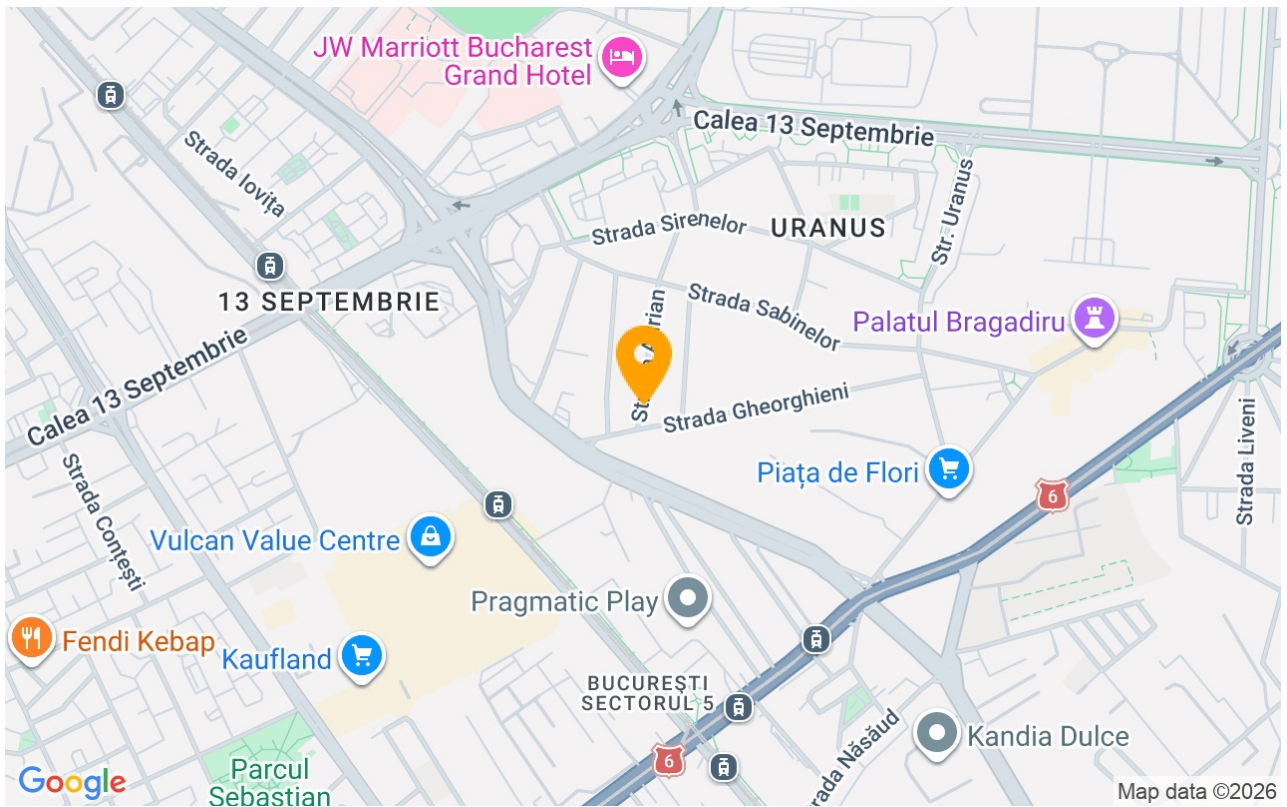 JW Marriott Bucharest
Grand Hotel
Calea 13 Septembrie
Strada Iovița
Str. Uranus
Strada Sirenelor
URANUS
13 SEPTEMBRIE
Strada Sabinelor
Palatul Bragadiru
Calea 13 Septembrie
Strada Gheorghieni
Strada Liveni
Strada Conțești
Piața de Flori
6
Vulcan Value Centre
Pragmatic Play
Fendi Kebap
Kaufland
BUCUREȘTI
SECTORUL 5
Strada Năsăud
Kandia Dulce
6
Parcul
Sebastian
Google
Map data ©2026